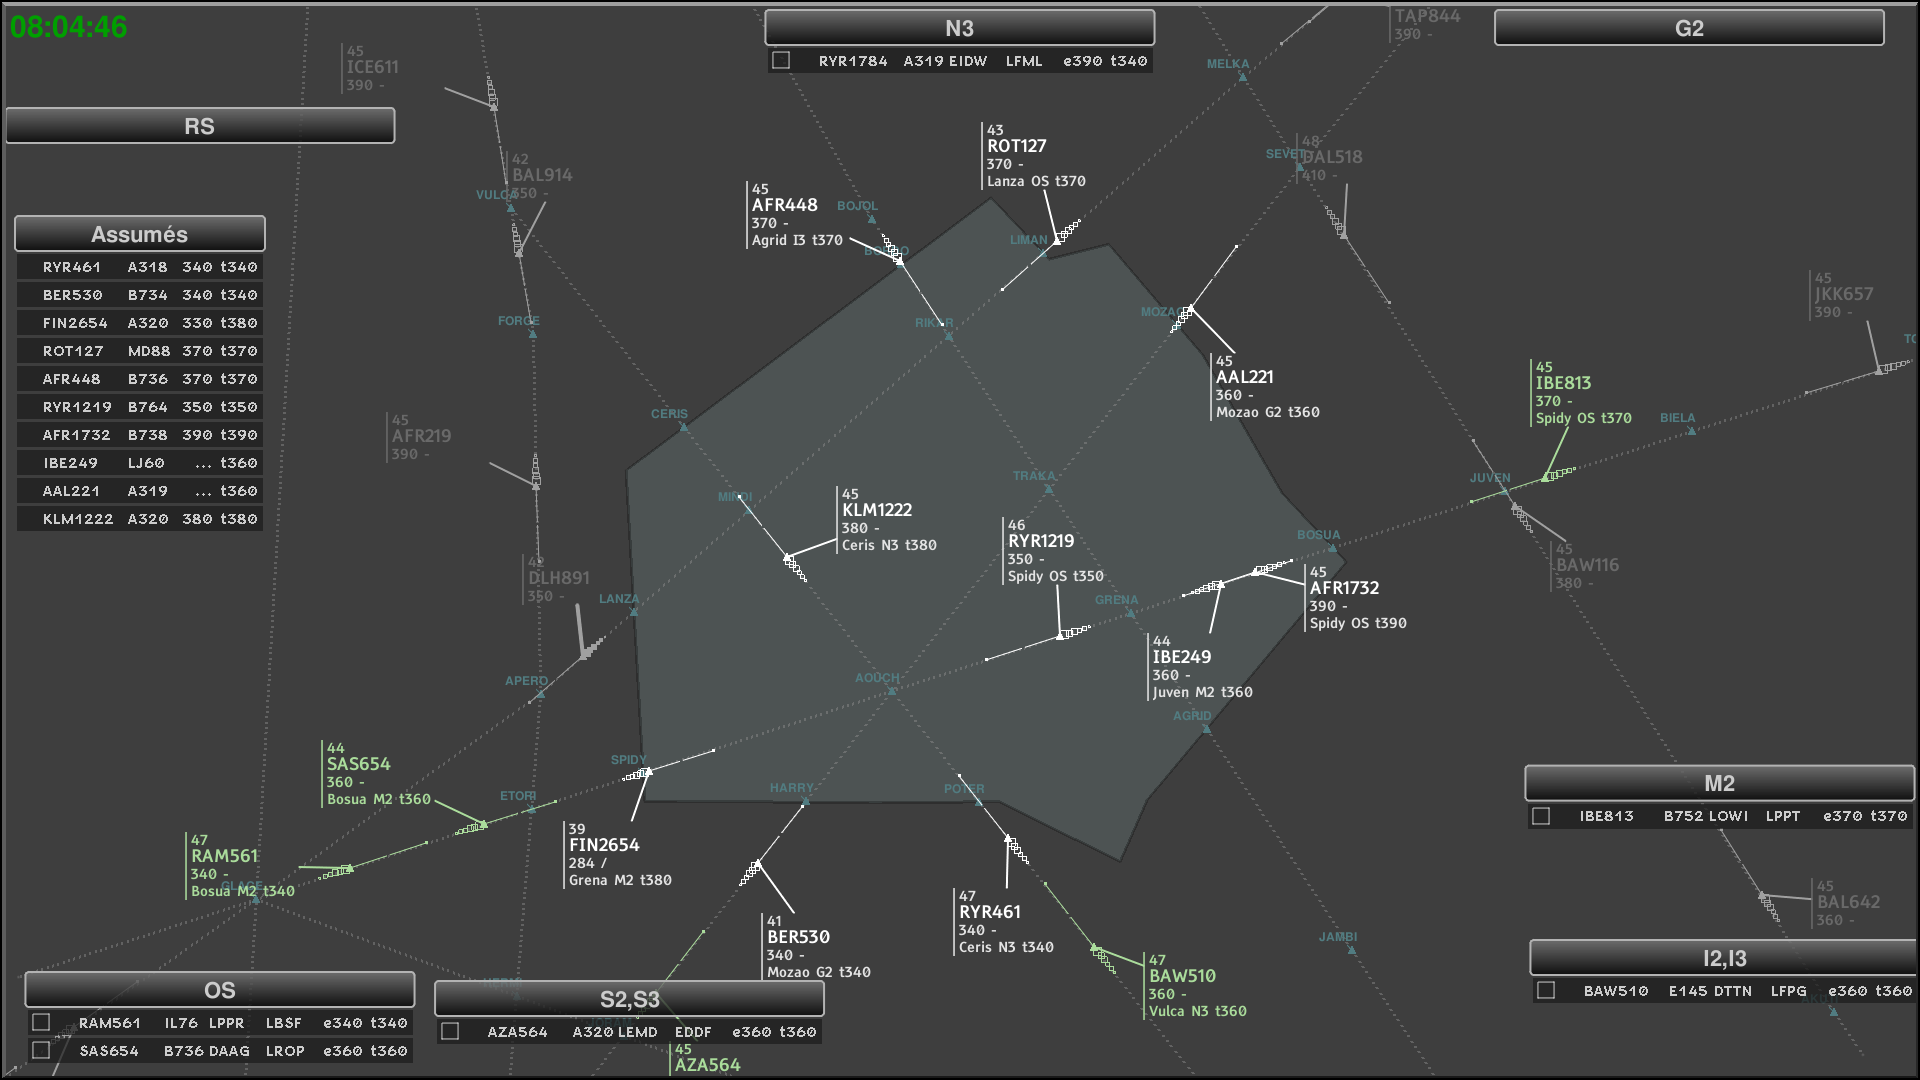 08:04:46
N3
RYR1784 A319 EIDW LFML e390 t340
G2
TAP844
390 -
45
ICE611
390 -
RS
MELKA
43
ROT127
370 -
Lanza OS t370
42
BAL914
350 -
VULCA
SEVET
48
DAL518
410 -
45
AFR448
370 -
Agrid I3 t370
BOJOL
LIMAN
Assumés
RYR461 A318 340 t340
BER530 B734 340 t340
FIN2654 A320 330 t380
ROT127 MD88 370 t370
AFR448 B736 370 t370
RYR1219 B764 350 t350
AFR1732 B738 390 t390
IBE249 LJ60 ... t360
AAL221 A319 ... t360
KLM1222 A320 380 t380
FORGE
RIKAR
MOZAO
45
JKK657
390 -
45
AAL221
360 -
Mozao G2 t360
45
IBE813
370 -
Spidy OS t370
BIELA
CERIS
45
AFR219
390 -
MIRDI
TRAKA
JUVEN
45
KLM1222
380 -
Ceris N3 t380
46
RYR1219
350 -
Spidy OS t350
BOSUA
45
BAW116
380 -
42
DLH891
350 -
45
AFR1732
390 -
Spidy OS t390
LANZA
GRENA
44
IBE249
360 -
Juven M2 t360
APERO
AOUCH
AGRID
44
SAS654
360 -
Bosua M2 t360
SPIDY
ETORI
HARRY
POTER
M2
IBE813 B752 LOWI LPPT e370 t370
39
FIN2654
284 /
Grena M2 t380
47
RAM561
340 -
Bosua M2 t340
45
BAL642
360 -
47
RYR461
340 -
Ceris N3 t340
41
BER530
340 -
Mozao G2 t340
JAMBI
47
BAW510
360 -
Vulca N3 t360
I2,I3
BAW510 E145 DTTN LFPG e360 t360
OS
RAM561 IL76 LPPR LBSF e340 t340
SAS654 B736 DAAG LROP e360 t360
S2,S3
AZA564 A320 LEMD EDDF e360 t360
45
AZA564